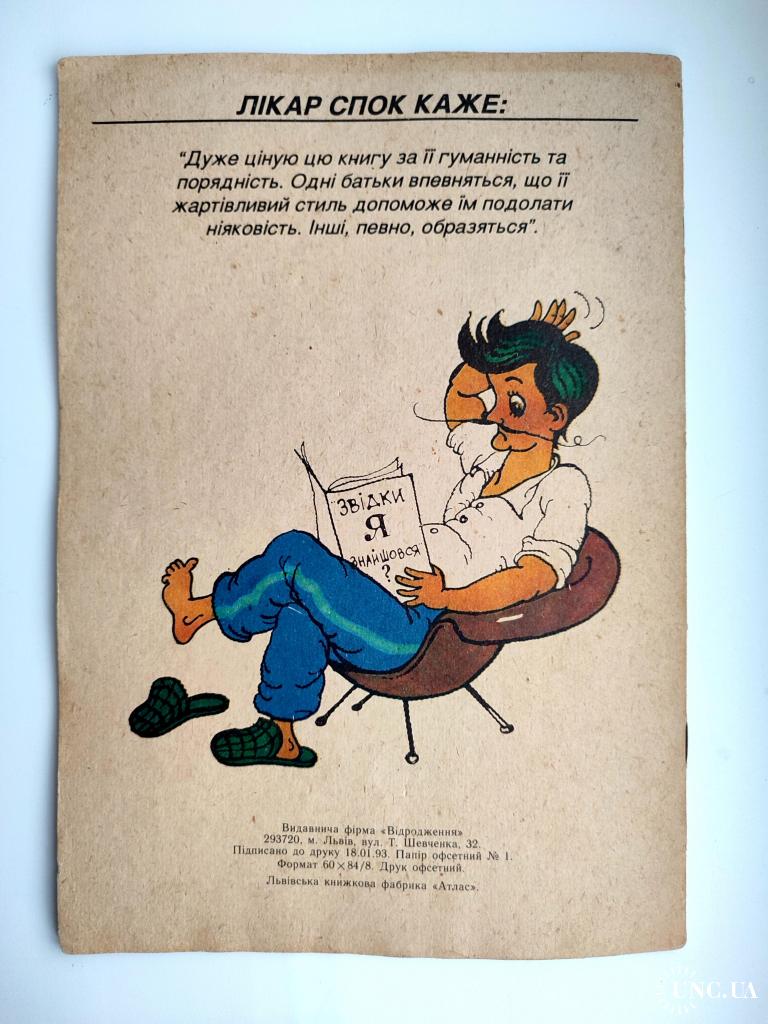 ЛІКАР СПОК КАЖЕ:
"Дуже ціную цю книгу за її гуманність та
порядність. Одні батьки впевняться, що її
жартівливий стиль допоможе їм подолати
ніяковість. Інші, певно, образяться".
ЗВІДКИ
Я
ЗНАЙШОВСЯ
?
Видавнича фірма «Відродження»
293720, м. Львів, вул. Т. Шевченка, 32.
Підписано до друку 18.01.93. Папір офсетний № 1.
Формат 60×84/8. Друк офсетний.
Львівська книжкова фабрика «Атлас».
UNC.UA